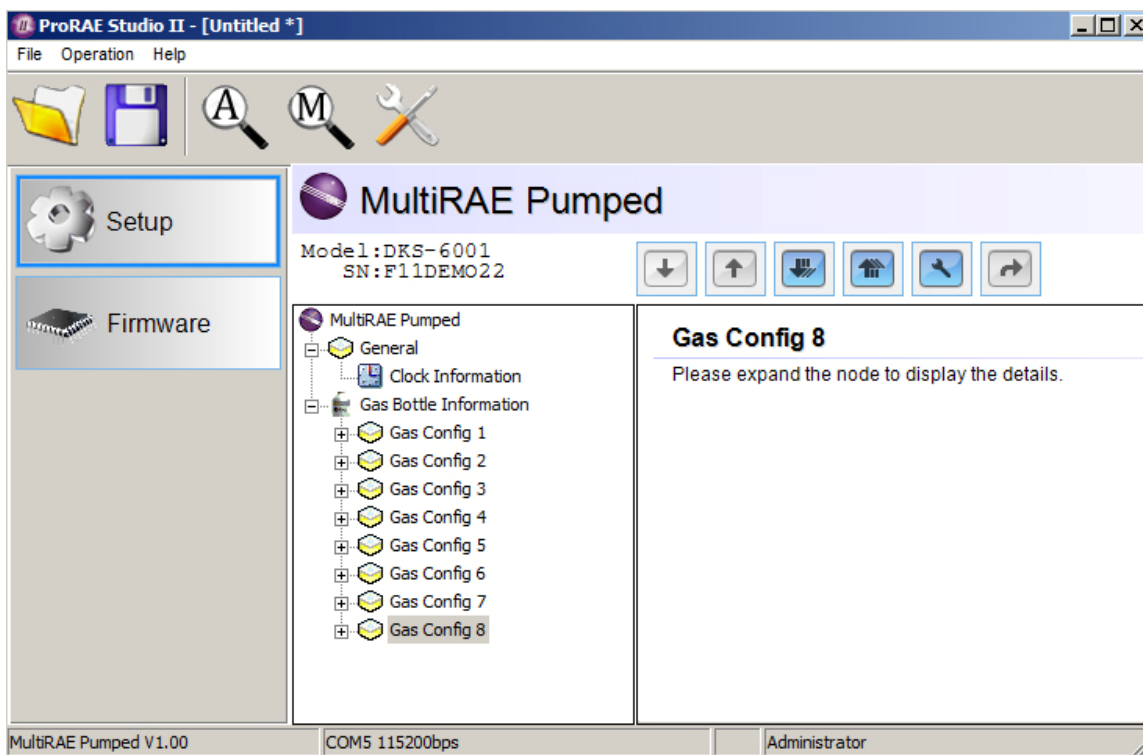 ProRAE Studio II - [Untitled *]
File Operation Help
A M
Setup
Firmware
MultiRAE Pumped
Model:DKS-6001
SN:F11DEMO22
MultiRAE Pumped
General
Clock Information
Gas Bottle Information
Gas Config 1
Gas Config 2
Gas Config 3
Gas Config 4
Gas Config 5
Gas Config 6
Gas Config 7
Gas Config 8
Gas Config 8
Please expand the node to display the details.
MultiRAE Pumped V1.00 COM5 115200bps Administrator